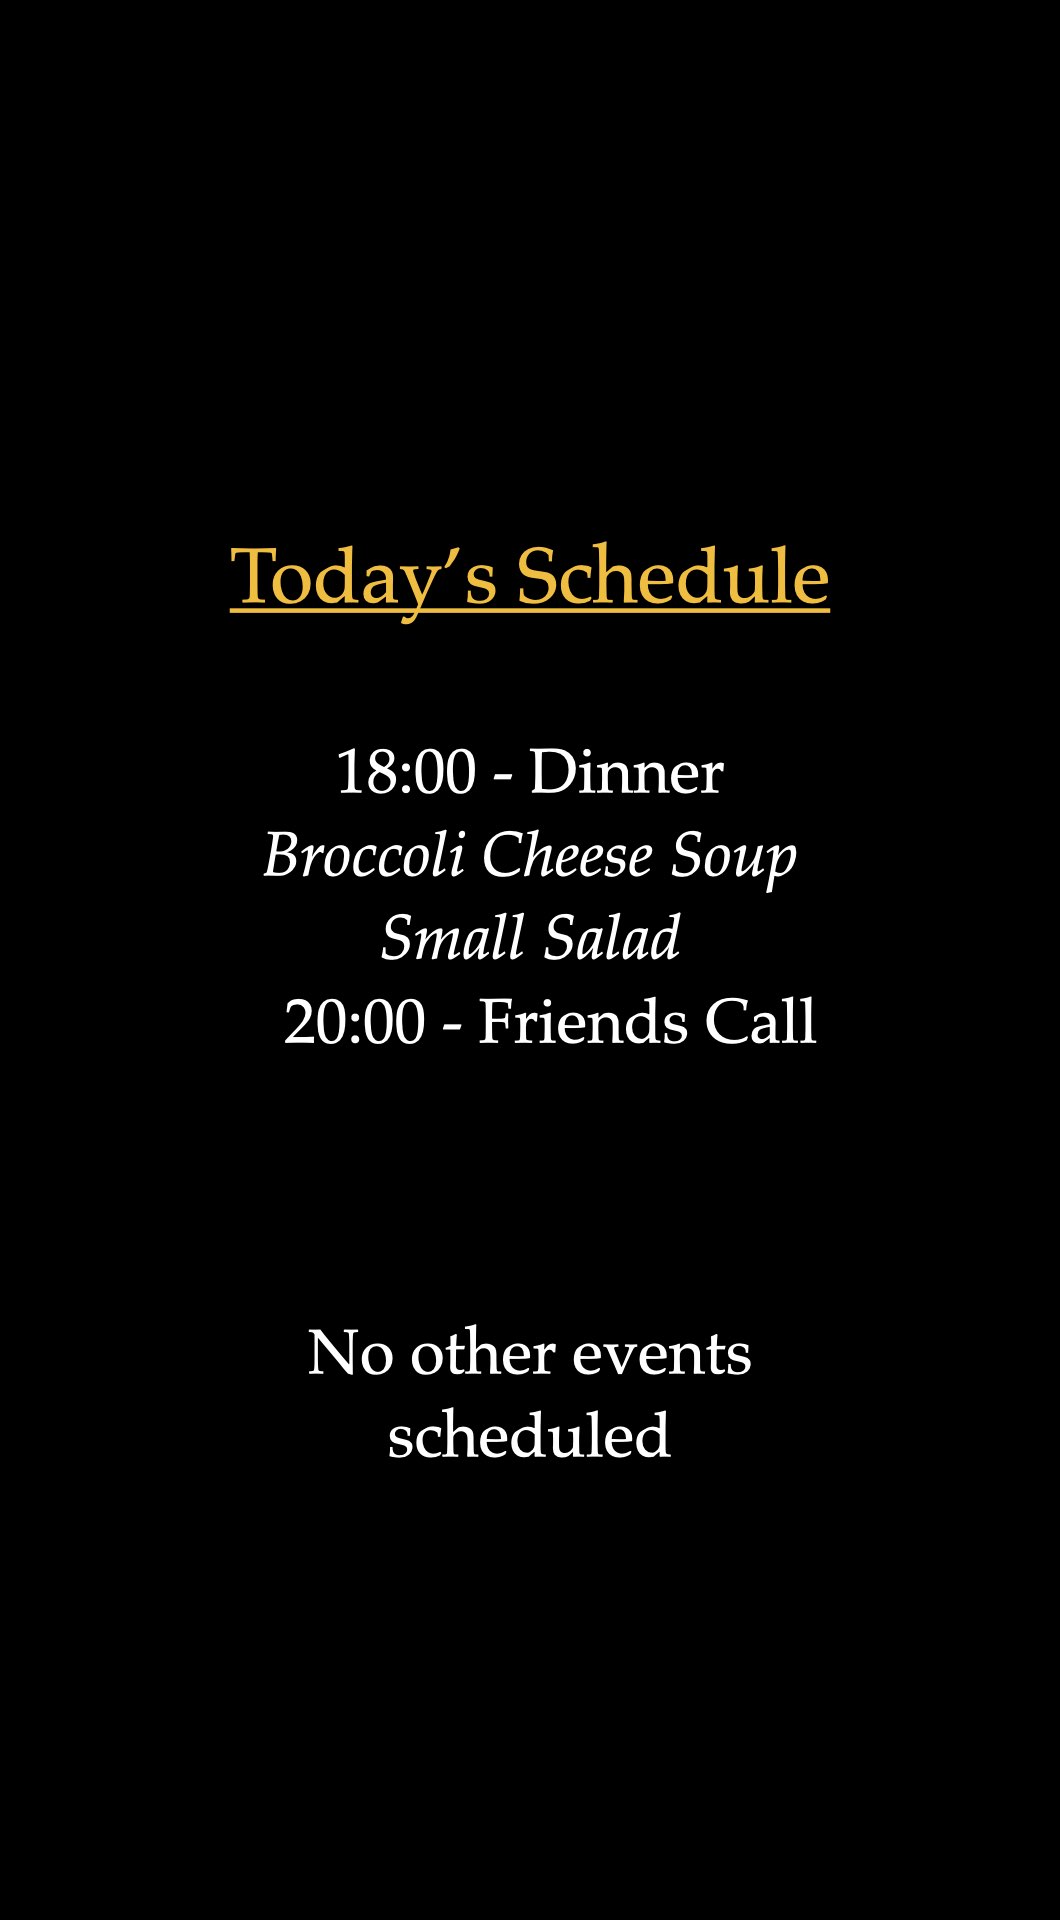 Today’s Schedule
18:00 - Dinner
Broccoli Cheese Soup
Small Salad
20:00 - Friends Call
No other events
scheduled